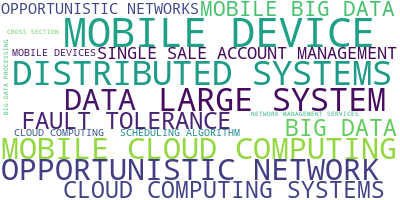 OPPORTUNISTIC NETWORKS
MOBILE BIG DATA
CROSS SECTION
MOBILE DEVICE
MOBILE DEVICES
SINGLE SALE ACCOUNT MANAGEMENT
BIG DATA PROCESSING
DISTRIBUTED SYSTEMS
DATA LARGE SYSTEM
FAULT TOLERANCE
NETWORK MANAGEMENT SERVICES
CLOUD COMPUTING
SCHEDULING ALGORITHM
BIG DATA
MOBILE CLOUD COMPUTING
OPPORTUNISTIC NETWORK
CLOUD COMPUTING SYSTEMS